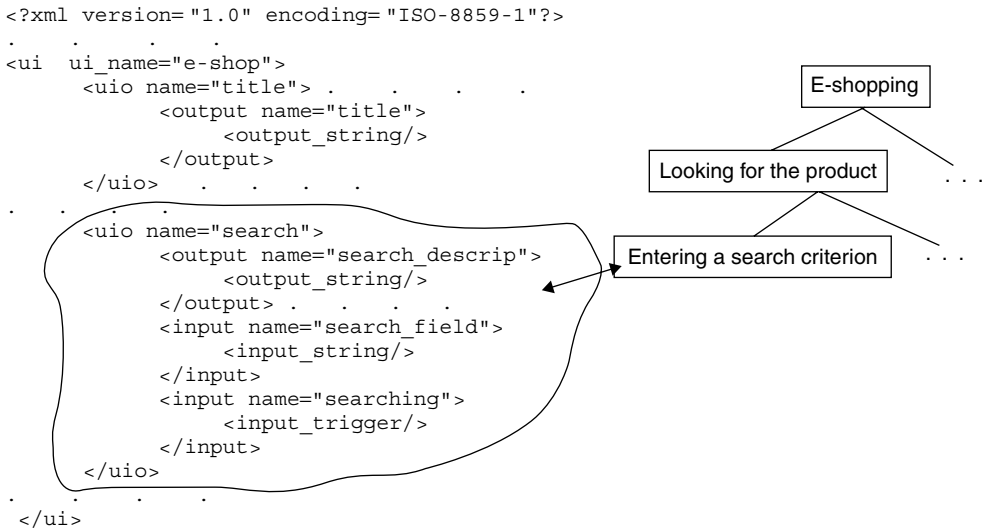 <?xml version= "1.0" encoding= "ISO-8859-1"?>
. . . .
<ui ui_name="e-shop">
<uio name="title"> . . . .
<output name="title">
<output_string/>
</output>
</uio> . . . .
. . . .
<uio name="search">
<output name="search_descrip">
<output_string/>
</output> . . . .
<input name="search_field">
<input_string/>
</input>
<input name="searching">
<input_trigger/>
</input>
</uio>
. . . .
</ui>
E-shopping
Looking for the product
. . .
Entering a search criterion
. . .